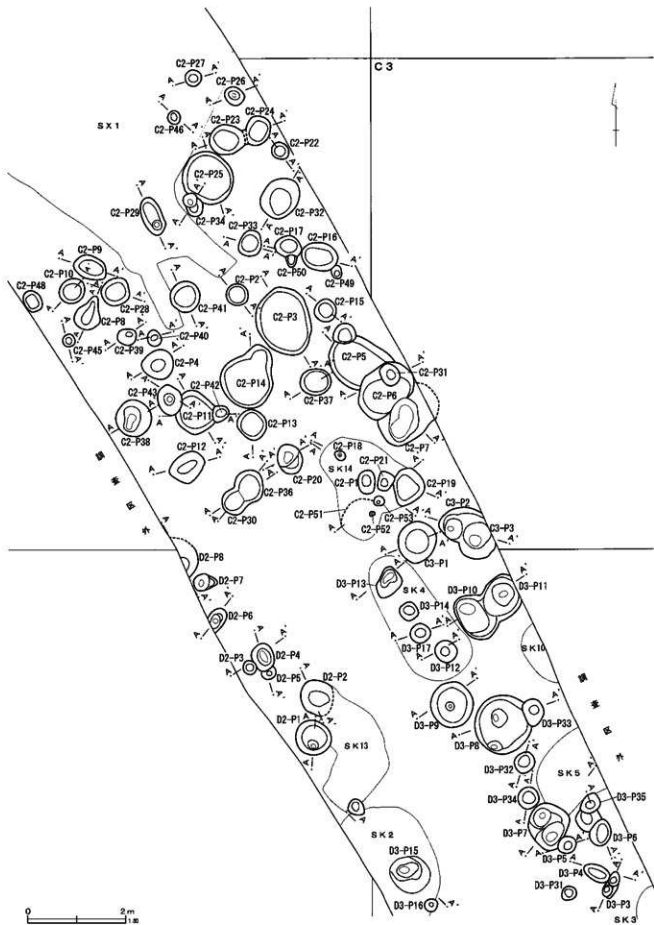 C3
SX1
C2-P27
C2-P26
C2-P46
C2-P23
C2-P24
C2-P22
C2-P25
C2-P29
C2-P34
C2-P32
C2-P33
C2-P17
C2-P16
C2-P50
C2-P49
C2-P9
C2-P10
C2-P48
C2-P28
C2-P8
C2-P45
C2-P39
C2-P40
C2-P41
C2-P2
C2-P3
C2-P15
C2-P5
C2-P31
C2-P6
C2-P7
C2-P4
C2-P43
C2-P42
C2-P14
C2-P37
C2-P11
C2-P13
C2-P38
C2-P12
C2-P18
SK14
C2-P20
C2-P1
C2-P21
C2-P19
C2-P36
C2-P30
C2-P51
C2-P53
C2-P52
C3-P2
C3-P3
C3-P1
調査区外
D2-P8
D2-P7
D2-P6
D3-P13
SK4
D3-P14
D3-P10
D3-P11
D3-P17
D3-P12
SK10
D2-P3
D2-P4
D2-P5
D2-P2
D2-P1
SK13
D3-P9
D3-P8
D3-P33
調査区外
D3-P32
SK5
D3-P34
D3-P35
D3-P7
D3-P6
D3-P5
SK2
D3-P15
D3-P4
D3-P31
D3-P3
D3-P16
SK3
0 2m